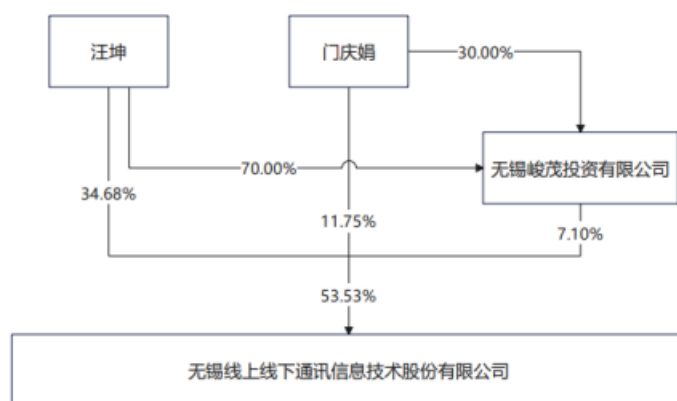 汪坤
门庆娟
30.00%
无锡峻茂投资有限公司
70.00%
34.68%
11.75%
7.10%
53.53%
无锡线上线下通讯信息技术股份有限公司